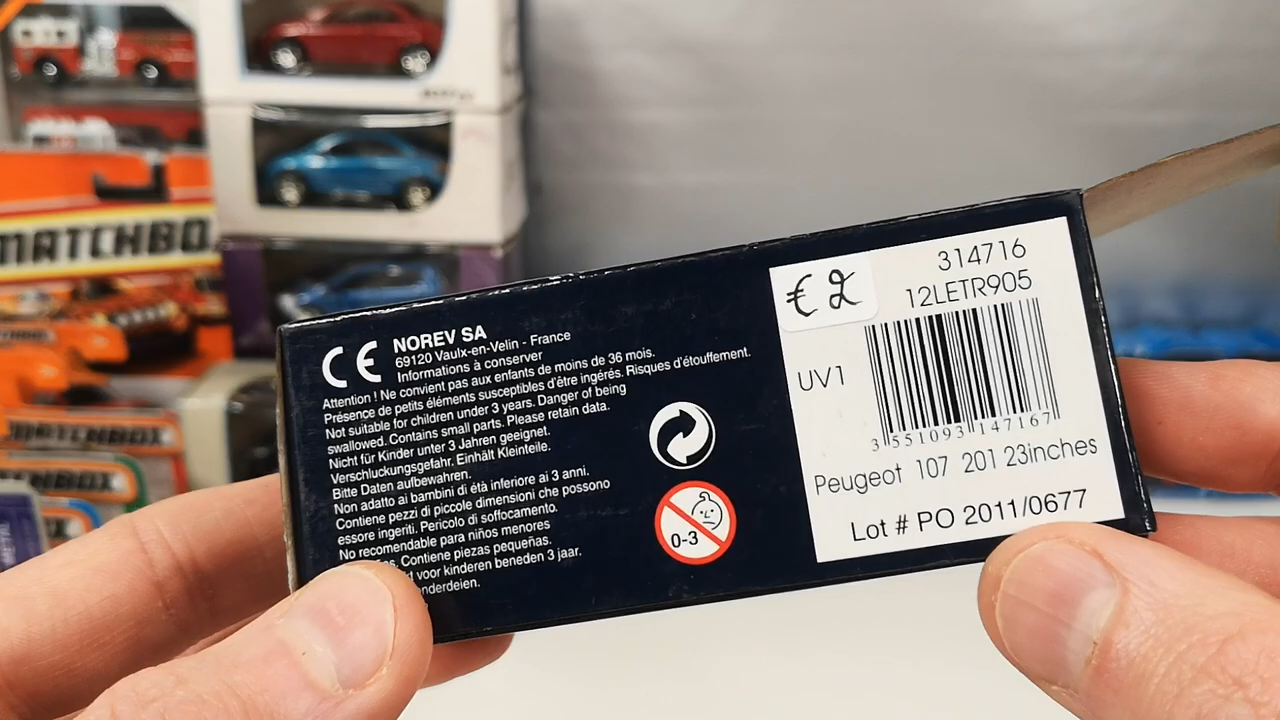 MATCHBO
MATCHBOX
CE NOREV SA
69120 Vaulx-en-Velin - France
Informations à conserver
Attention ! Ne convient pas aux enfants de moins de 36 mois.
Présence de petits éléments susceptibles d'être ingérés. Risques d'étouffement.
Not suitable for children under 3 years. Danger of being
swallowed. Contains small parts. Please retain data.
Nicht für Kinder unter 3 Jahren geeignet.
Verschluckungsgefahr. Einhält Kleinteile.
Bitte Daten aufbewahren.
Non adatto ai bambini di étà inferiore ai 3 anni.
Contiene pezzi di piccole dimensioni che possono
essore ingeriti. Pericolo di soffocamento.
No recomendable para niños menores
Contiene piezas pequeñas.
voor kinderen beneden 3 jaar.
onderdeien.
0-3
€2
314716
12LETR905
UV1
3 551093 147167
Peugeot 107 201 23inches
Lot # PO 2011/0677